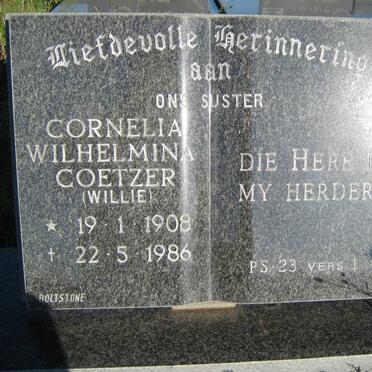 Liefdevolle Herinnering
aan
ONS SUSTER
CORNELIA
WILHELMINA
COETZER
(WILLIE)
* 19·1·1908
† 22·5·1986
DIE HERE
MY HERDER
PS. 23 VERS 1
BOLTSTONE